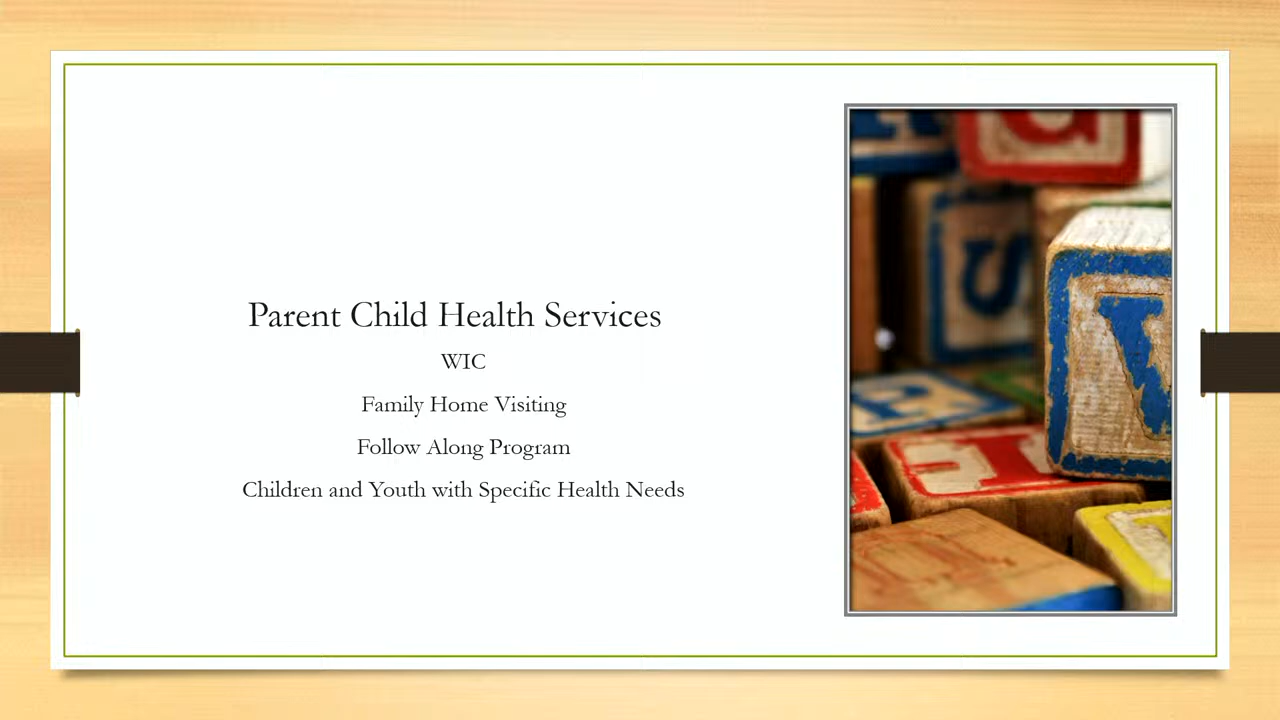 Parent Child Health Services
WIC
Family Home Visiting
Follow Along Program
Children and Youth with Specific Health Needs